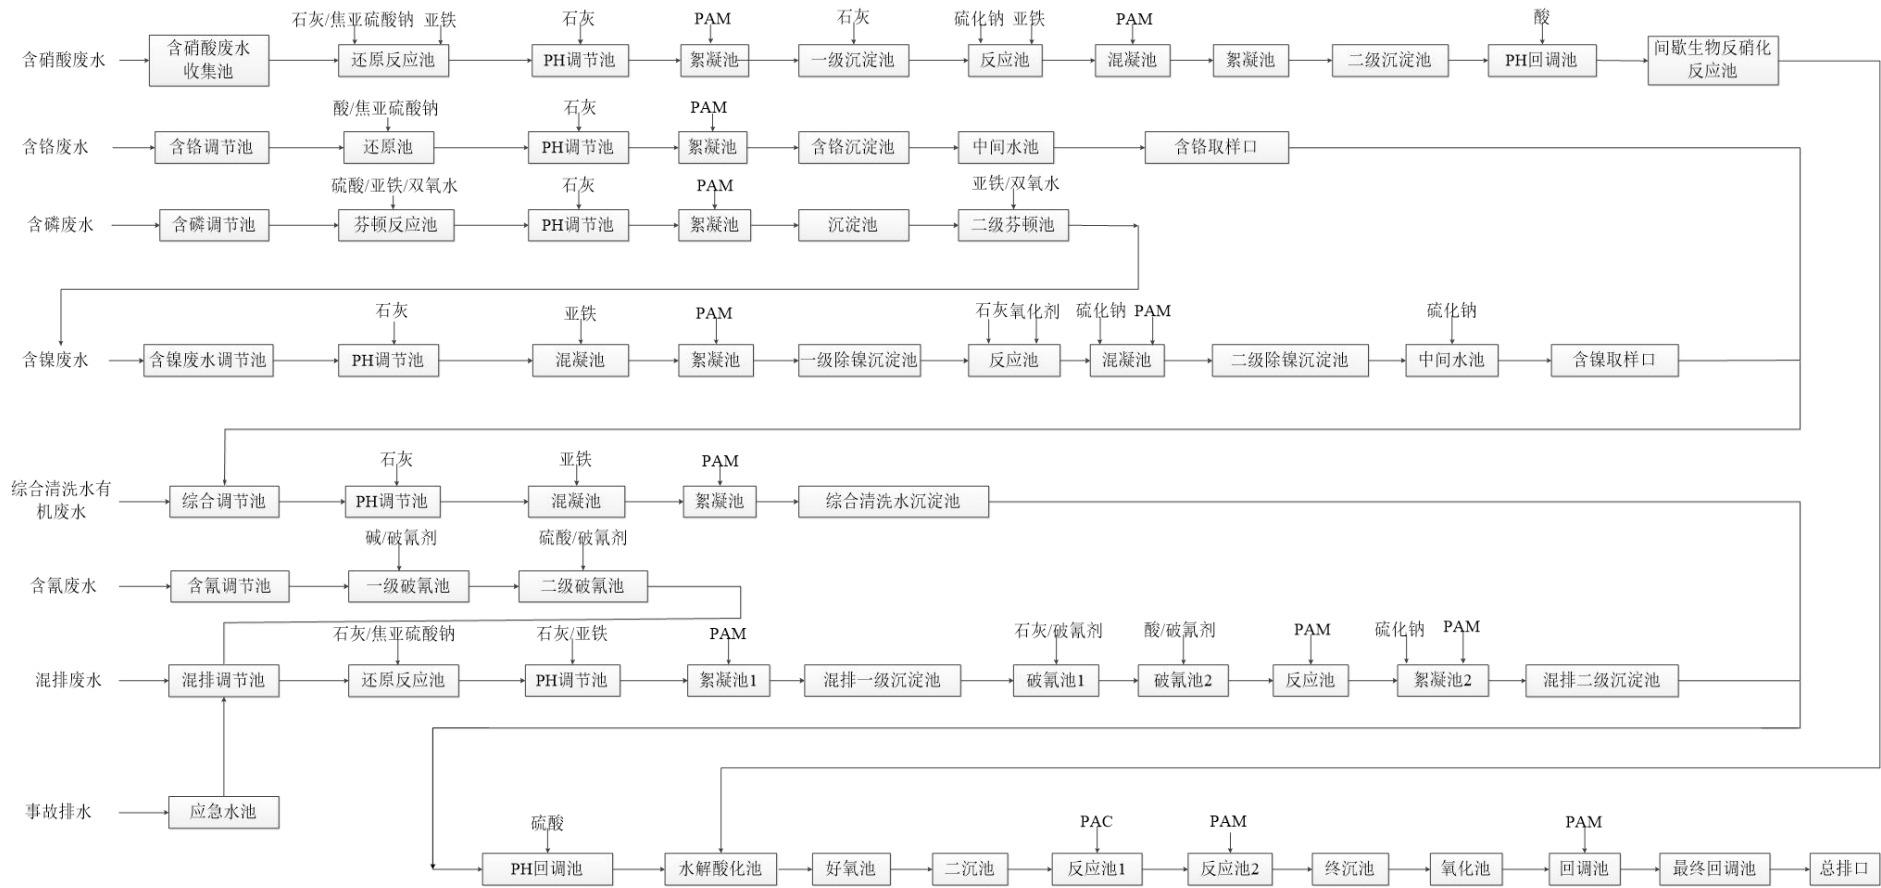 石灰/焦亚硫酸钠 亚铁 石灰 PAM 石灰 硫化钠 亚铁 PAM 酸
含硝酸废水 含硝酸废水收集池 还原反应池 PH调节池 絮凝池 一级沉淀池 反应池 混凝池 絮凝池 二级沉淀池 PH回调池 间歇生物反硝化反应池
酸/焦亚硫酸钠 石灰 PAM
含铬废水 含铬调节池 还原池 PH调节池 絮凝池 含铬沉淀池 中间水池 含铬取样口
硫酸/亚铁/双氧水 石灰 PAM 亚铁/双氧水
含磷废水 含磷调节池 芬顿反应池 PH调节池 絮凝池 沉淀池 二级芬顿池
石灰 亚铁 PAM 石灰 氧化剂 硫化钠 PAM 硫化钠
含镍废水 含镍废水调节池 PH调节池 混凝池 絮凝池 一级除镍沉淀池 反应池 混凝池 二级除镍沉淀池 中间水池 含镍取样口
石灰 亚铁 PAM
综合清洗水有机废水 综合调节池 PH调节池 混凝池 絮凝池 综合清洗水沉淀池
碱/破氰剂 硫酸/破氰剂
含氰废水 含氰调节池 一级破氰池 二级破氰池
石灰/焦亚硫酸钠 石灰/亚铁 PAM 石灰/破氰剂 酸/破氰剂 PAM 硫化钠 PAM
混排废水 混排调节池 还原反应池 PH调节池 絮凝池1 混排一级沉淀池 破氰池1 破氰池2 反应池 絮凝池2 混排二级沉淀池
事故排水 应急水池
硫酸 PAC PAM PAM
PH回调池 水解酸化池 好氧池 二沉池 反应池1 反应池2 终沉池 氧化池 回调池 最终回调池 总排口